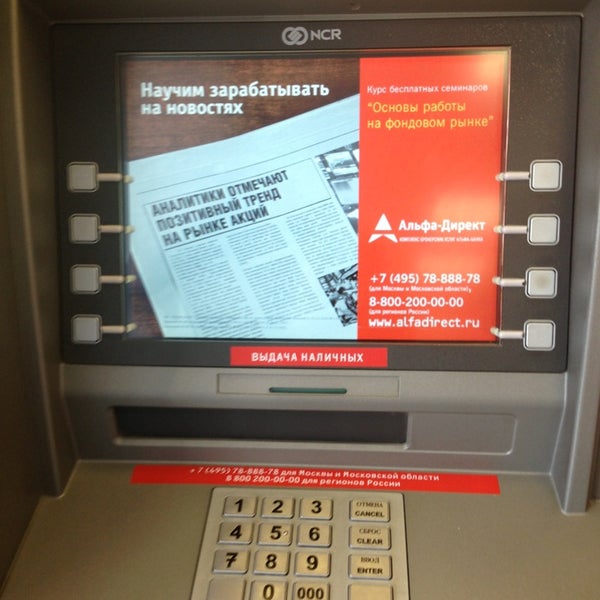 NCR
Научим зарабатывать
на новостях
АНАЛИТИКИ ОТМЕЧАЮТ
ПОЗИТИВНЫЙ ТРЕНД
НА РЫНКЕ АКЦИЙ
Курс бесплатных семинаров
“Основы работы
на фондовом рынке”
Альфа-Директ
+7 (495) 78-888-78
(для Москвы и Московской области),
8-800-200-00-00
(для регионов России)
www.alfadirect.ru
ВЫДАЧА НАЛИЧНЫХ
+ 7 (495) 78-888-78 для Москвы и Московской области
8 800 200-00-00 для регионов России
1 2 3 ОТМЕНА
CANCEL
4 5 6 СБРОС
CLEAR
7 8 9 ВВОД
ENTER
0 000